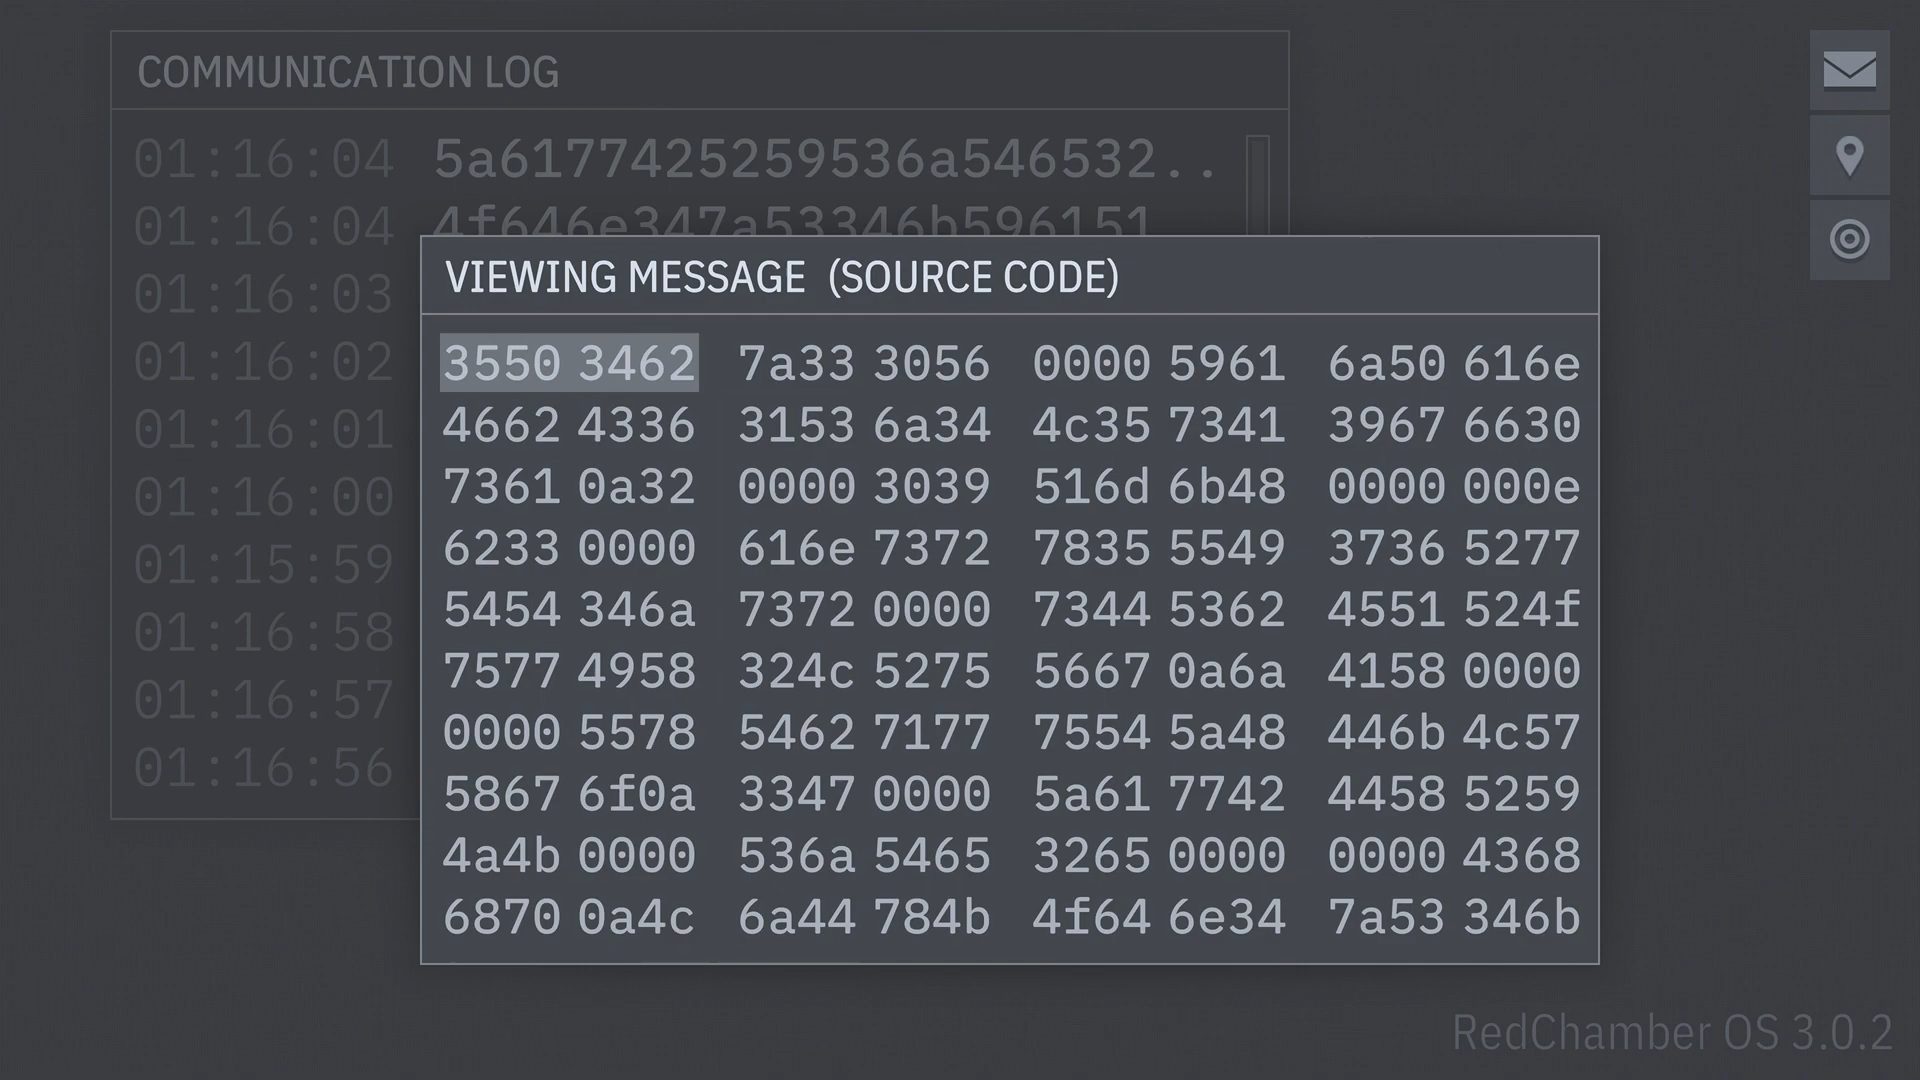 COMMUNICATION LOG
01:16:04 5a6177425259536a546532..
01:16:04 4f646e347a53346b596151
01:16:03
01:16:02
01:16:01
01:16:00
01:15:59
01:16:58
01:16:57
01:16:56
VIEWING MESSAGE (SOURCE CODE)
3550 3462 7a33 3056 0000 5961 6a50 616e
4662 4336 3153 6a34 4c35 7341 3967 6630
7361 0a32 0000 3039 516d 6b48 0000 000e
6233 0000 616e 7372 7835 5549 3736 5277
5454 346a 7372 0000 7344 5362 4551 524f
7577 4958 324c 5275 5667 0a6a 4158 0000
0000 5578 5462 7177 7554 5a48 446b 4c57
5867 6f0a 3347 0000 5a61 7742 4458 5259
4a4b 0000 536a 5465 3265 0000 0000 4368
6870 0a4c 6a44 784b 4f64 6e34 7a53 346b
RedChamber OS 3.0.2